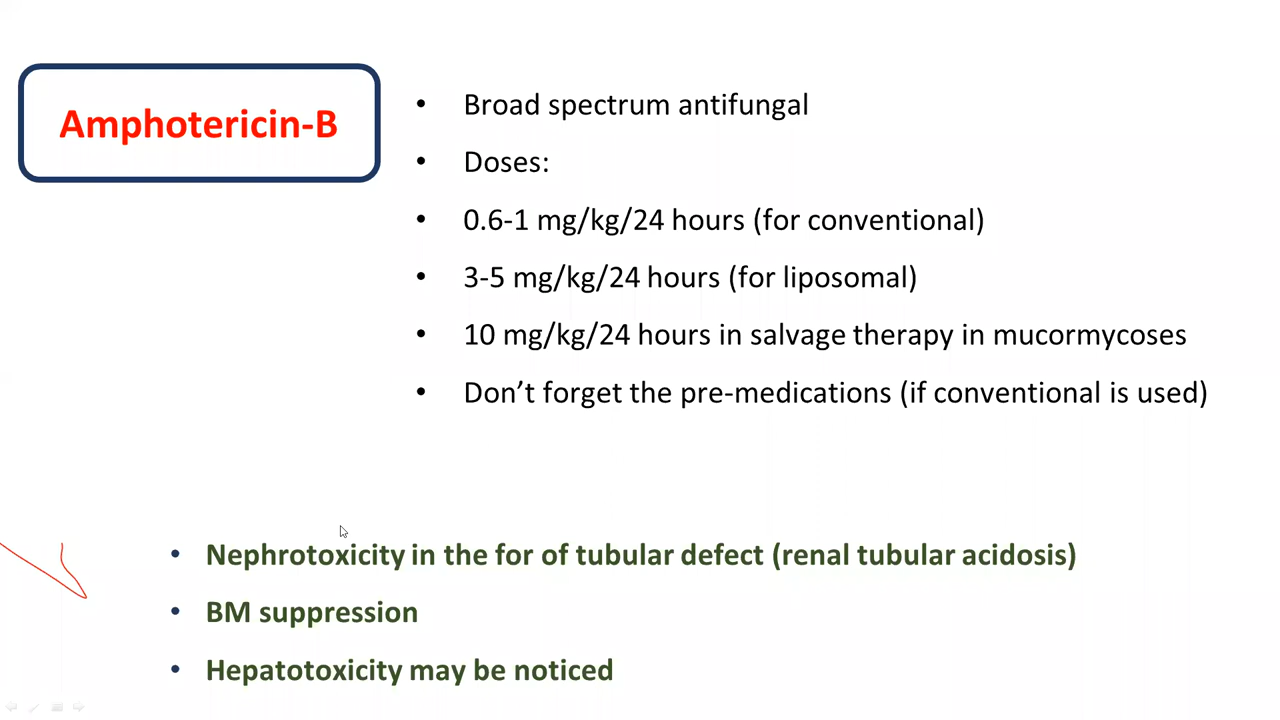 Amphotericin-B
• Broad spectrum antifungal
• Doses:
• 0.6-1 mg/kg/24 hours (for conventional)
• 3-5 mg/kg/24 hours (for liposomal)
• 10 mg/kg/24 hours in salvage therapy in mucormycoses
• Don’t forget the pre-medications (if conventional is used)
• Nephrotoxicity in the for of tubular defect (renal tubular acidosis)
• BM suppression
• Hepatotoxicity may be noticed